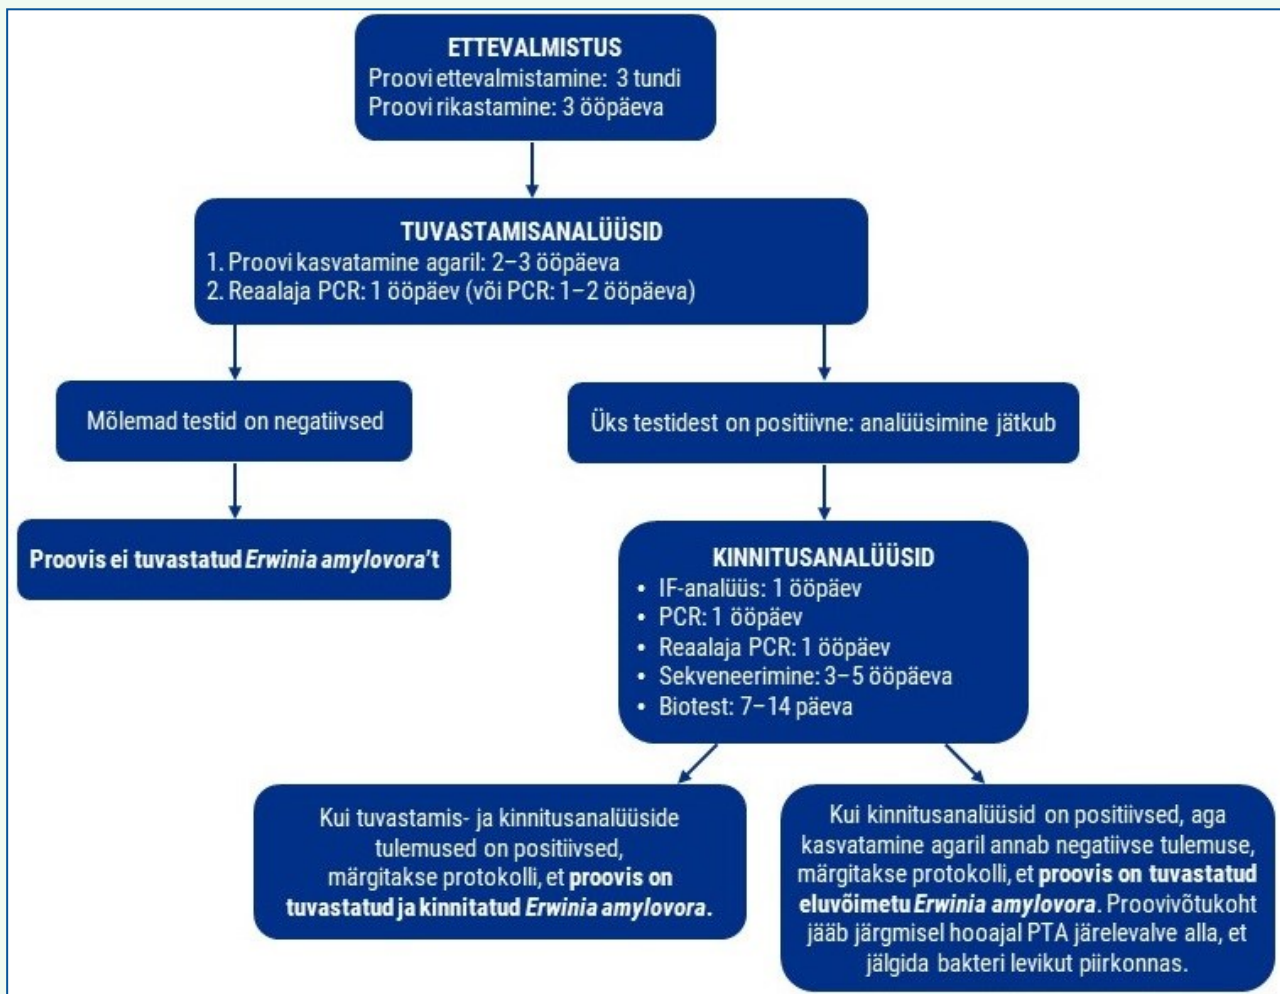 ETTEVALMISTUS
Proovi ettevalmistamine: 3 tundi
Proovi rikastamine: 3 ööpäeva
TUVASTAMISANALÜÜSID
1. Proovi kasvatamine agaril: 2–3 ööpäeva
2. Reaalaja PCR: 1 ööpäev (või PCR: 1–2 ööpäeva)
Mõlemad testid on negatiivsed
Üks testidest on positiivne: analüüsimine jätkub
Proovis ei tuvastatud Erwinia amylovora't
KINNITUSANALÜÜSID
• IF-analüüs: 1 ööpäev
• PCR: 1 ööpäev
• Reaalaja PCR: 1 ööpäev
• Sekveneerimine: 3–5 ööpäeva
• Biotest: 7–14 päeva
Kui tuvastamis- ja kinnitusanalüüside
tulemused on positiivsed,
märgitakse protokolli, et proovis on
tuvastatud ja kinnitatud Erwinia amylovora.
Kui kinnitusanalüüsid on positiivsed, aga
kasvatamine agaril annab negatiivse tulemuse,
märgitakse protokolli, et proovis on tuvastatud
eluvõimetu Erwinia amylovora. Proovivõtukoht
jääb järgmisel hooajal PTA järelevalve alla, et
jälgida bakteri levikut piirkonnas.